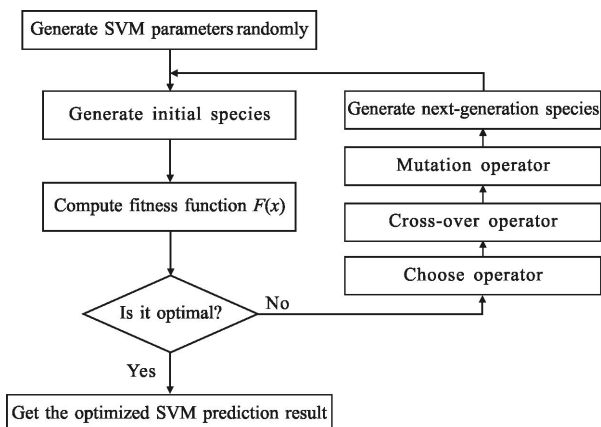 Generate SVM parameters randomly
Generate initial species
Compute fitness function F(x)
Is it optimal?
No
Yes
Get the optimized SVM prediction result
Generate next-generation species
Mutation operator
Cross-over operator
Choose operator